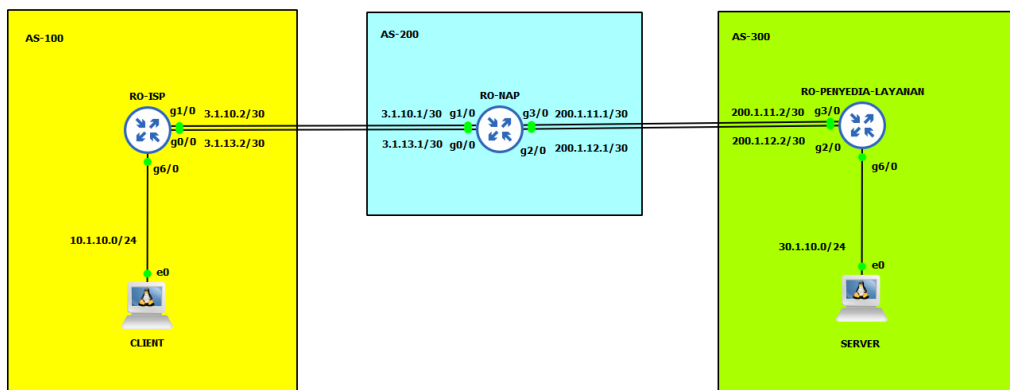 AS-100
AS-200
AS-300
RO-ISP
g1/0 3.1.10.2/30
g0/0 3.1.13.2/30
g6/0
10.1.10.0/24
e0
CLIENT
RO-NAP
3.1.10.1/30 g1/0
3.1.13.1/30 g0/0
g3/0 200.1.11.1/30
g2/0 200.1.12.1/30
RO-PENYEDIA-LAYANAN
200.1.11.2/30 g3/0
200.1.12.2/30 g2/0
g6/0
30.1.10.0/24
e0
SERVER